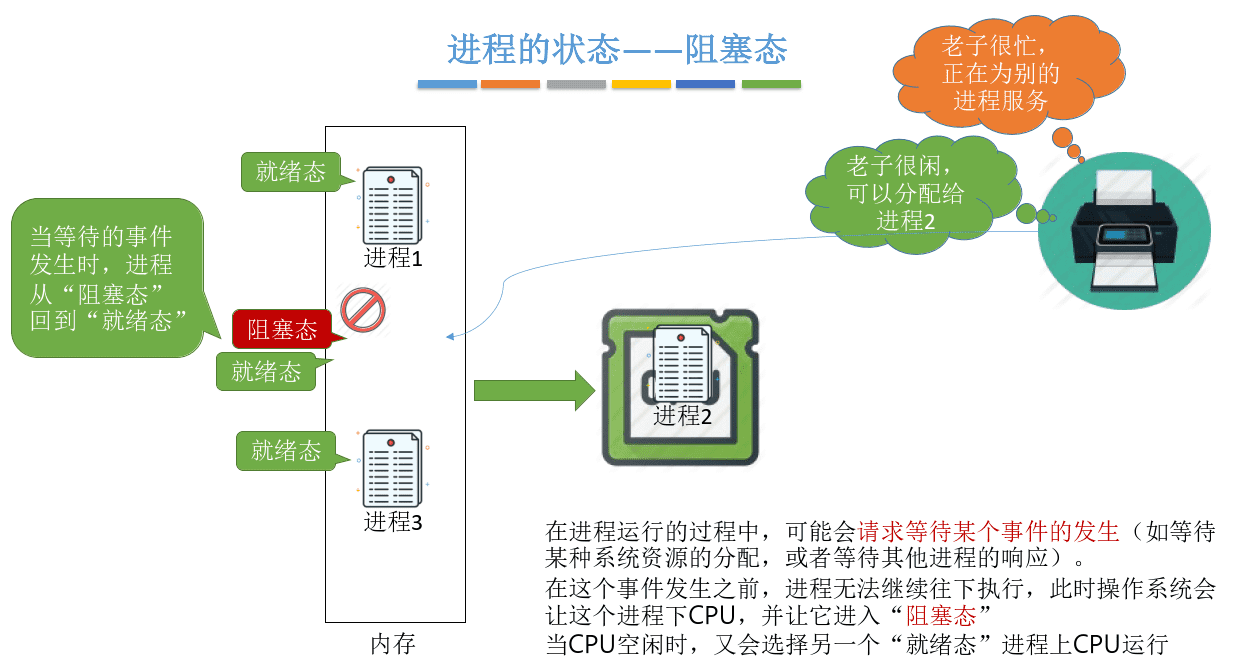 进程的状态——阻塞态
老子很忙，
正在为别的
进程服务
老子很闲，
可以分配给
进程2
就绪态
进程1
当等待的事件
发生时，进程
从“阻塞态”
回到“就绪态”
阻塞态
就绪态
进程2
就绪态
进程3
内存
在进程运行的过程中，可能会请求等待某个事件的发生（如等待
某种系统资源的分配，或者等待其他进程的响应）。
在这个事件发生之前，进程无法继续往下执行，此时操作系统会
让这个进程下CPU，并让它进入“阻塞态”
当CPU空闲时，又会选择另一个“就绪态”进程上CPU运行